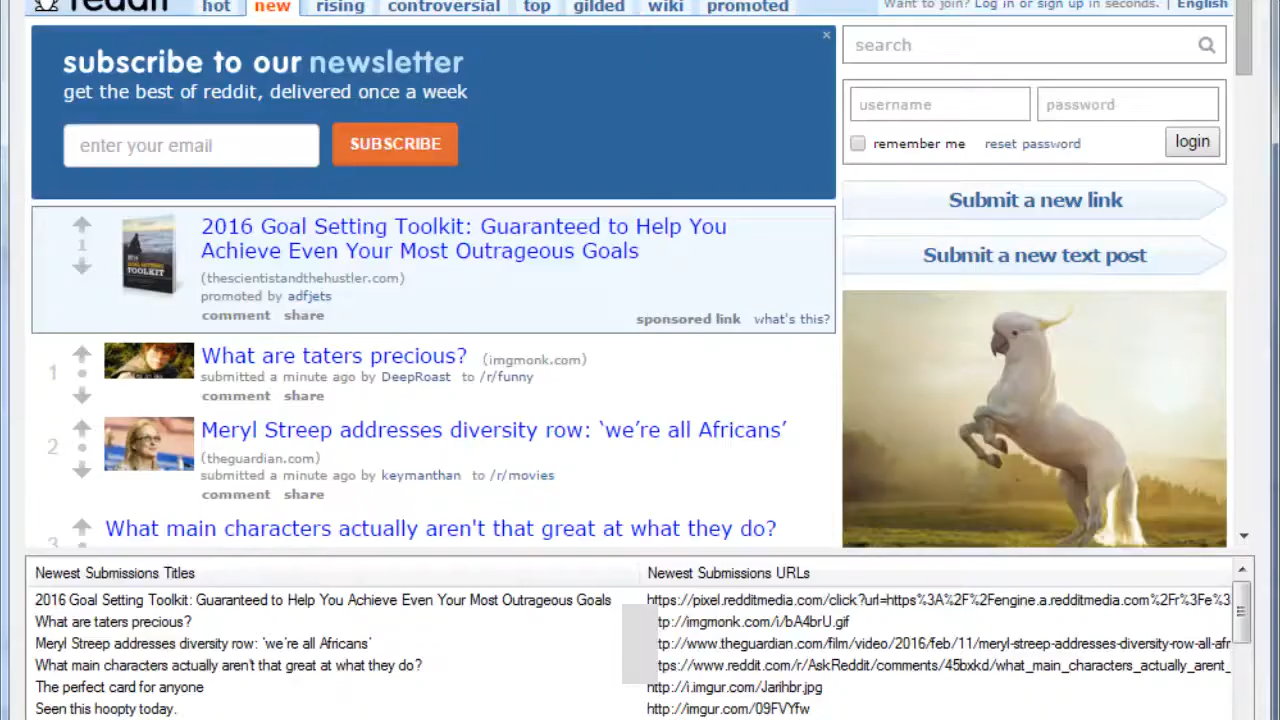 reddit hot new rising controversial top gilded wiki promoted
Want to join? Log in or sign up in seconds. | English
subscribe to our newsletter
get the best of reddit, delivered once a week
enter your email SUBSCRIBE
search
username password
remember me reset password login
Submit a new link
Submit a new text post
1
2016 Goal Setting Toolkit: Guaranteed to Help You
Achieve Even Your Most Outrageous Goals
(thescientistandthehustler.com)
promoted by adfjets
comment share
sponsored link what's this?
1
What are taters precious? (imgmonk.com)
submitted a minute ago by DeepRoast to /r/funny
comment share
2
Meryl Streep addresses diversity row: ‘we’re all Africans’
(theguardian.com)
submitted a minute ago by keymanthan to /r/movies
comment share
3
What main characters actually aren't that great at what they do?
Newest Submissions Titles Newest Submissions URLs
2016 Goal Setting Toolkit: Guaranteed to Help You Achieve Even Your Most Outrageous Goals https://pixel.redditmedia.com/click?url=https%3A%2F%2Fengine.a.redditmedia.com%2Fr%3Fe%3
What are taters precious? tp://imgmonk.com/i/bA4brU.gif
Meryl Streep addresses diversity row: ‘we’re all Africans’ tp://www.theguardian.com/film/video/2016/feb/11/meryl-streep-addresses-diversity-row-all-afr
What main characters actually aren't that great at what they do? tps://www.reddit.com/r/AskReddit/comments/45bxkd/what_main_characters_actually_arent_
The perfect card for anyone http://i.imgur.com/Jarihbr.jpg
Seen this hoopty today. http://imgur.com/09FVYfw